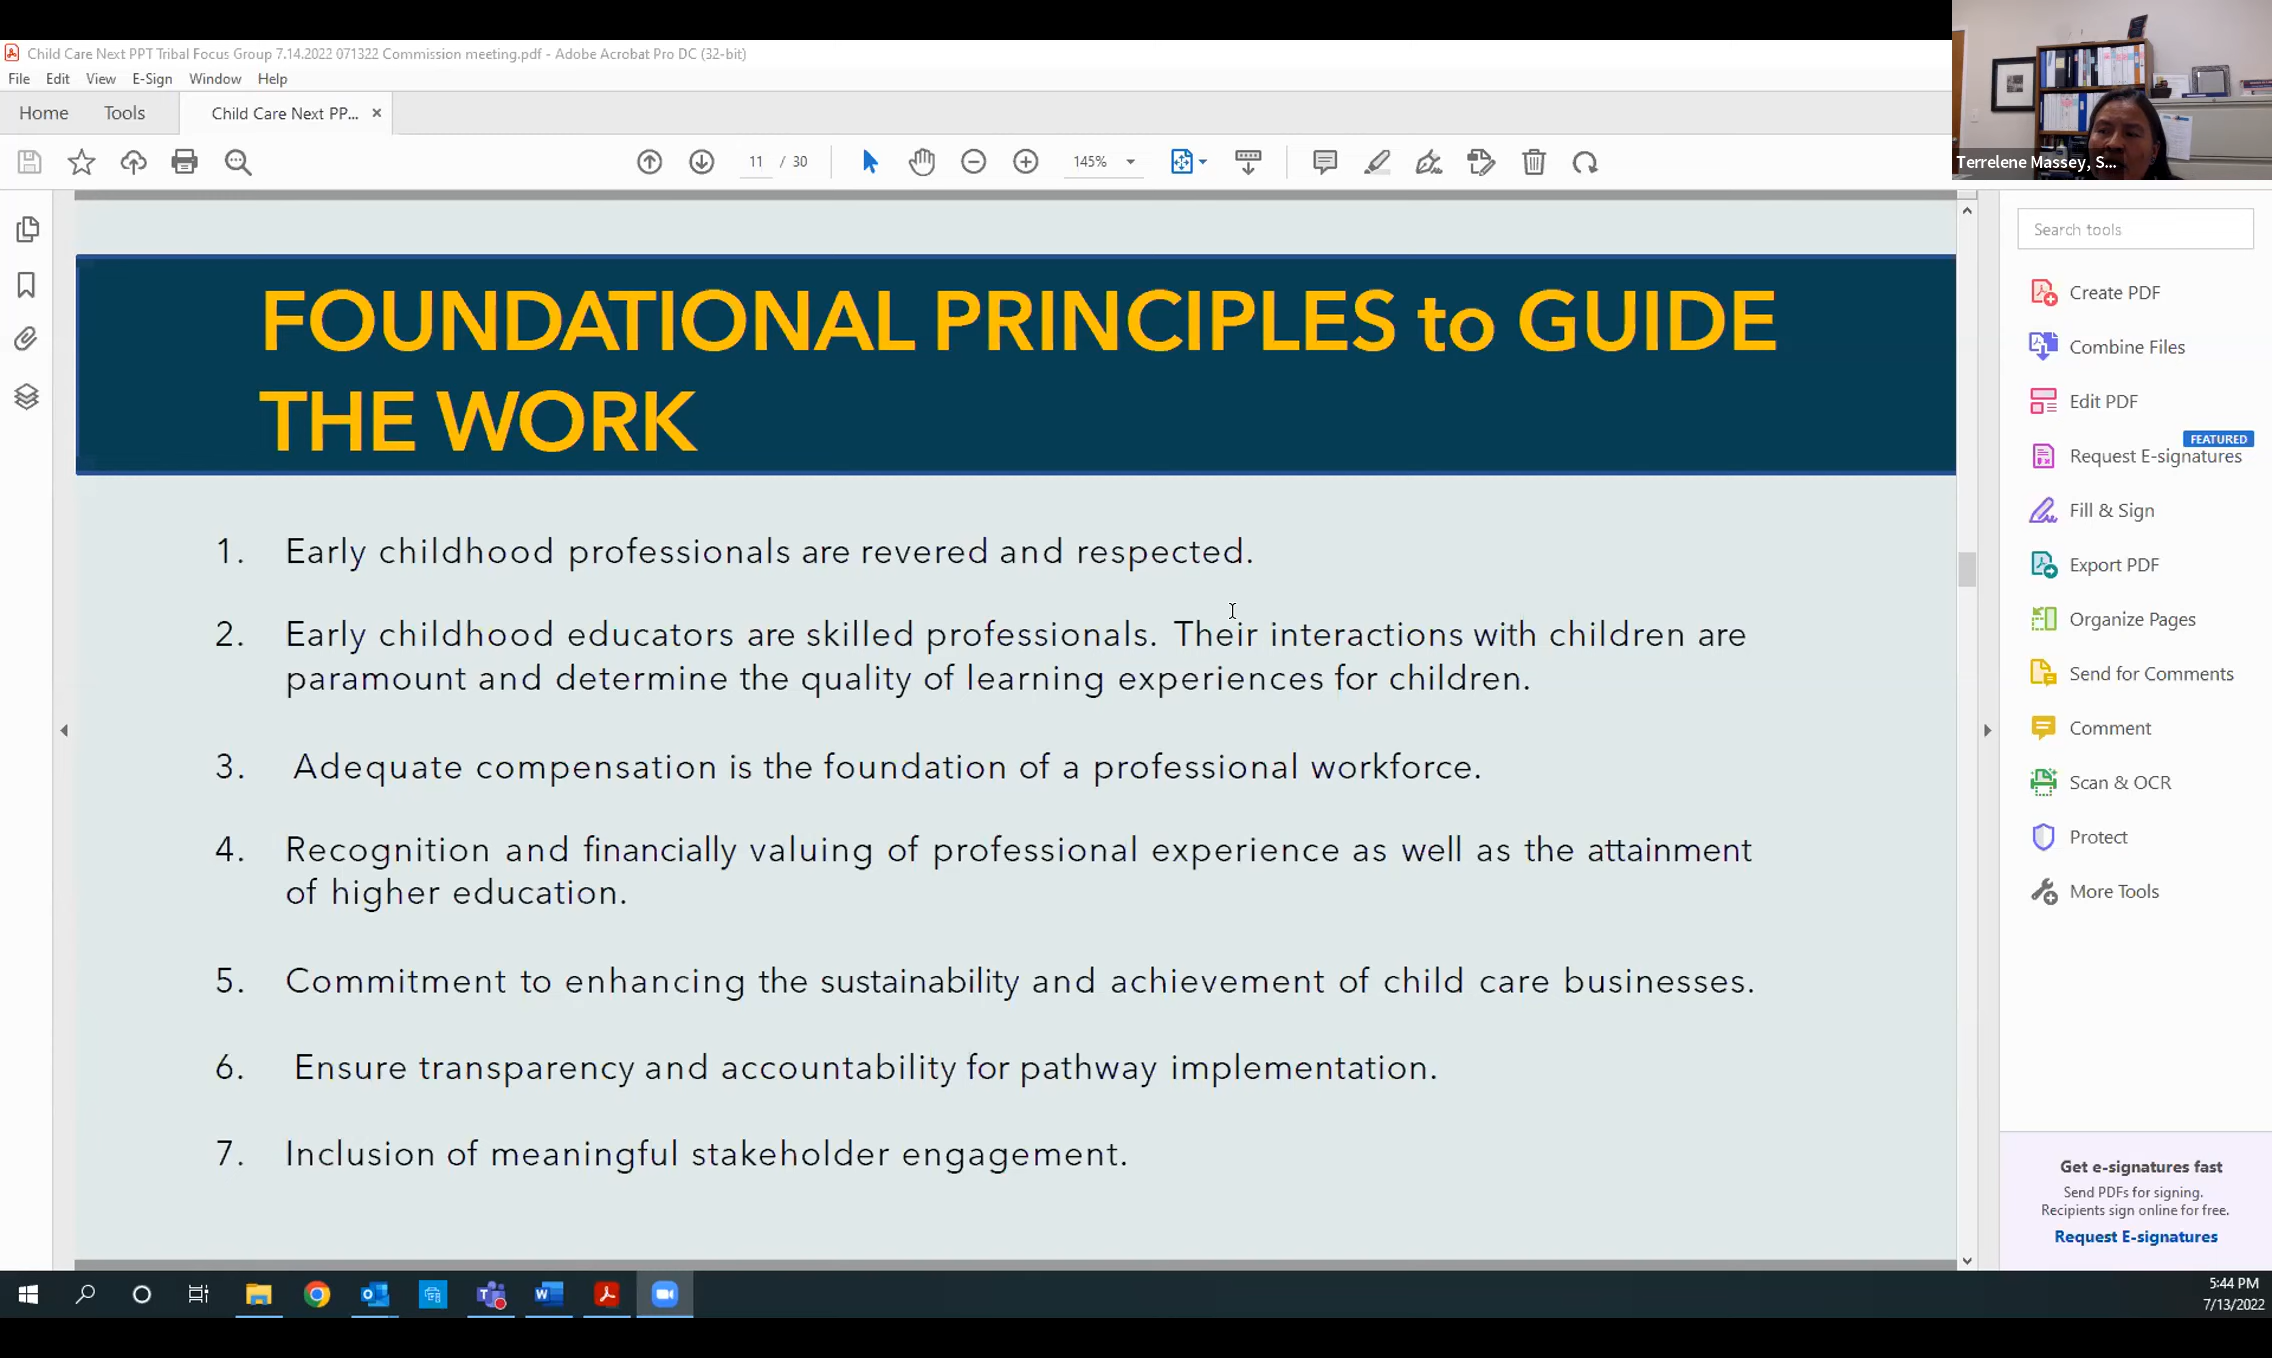 Child Care Next PPT Tribal Focus Group 7.14.2022 071322 Commission meeting.pdf - Adobe Acrobat Pro DC (32-bit)
File Edit View E-Sign Window Help
Home Tools Child Care Next PP... ×
11 / 30 145%
Terrelene Massey, S...
Search tools
FOUNDATIONAL PRINCIPLES to GUIDE
THE WORK
1. Early childhood professionals are revered and respected.
2. Early childhood educators are skilled professionals. Their interactions with children are
paramount and determine the quality of learning experiences for children.
3. Adequate compensation is the foundation of a professional workforce.
4. Recognition and financially valuing of professional experience as well as the attainment
of higher education.
5. Commitment to enhancing the sustainability and achievement of child care businesses.
6. Ensure transparency and accountability for pathway implementation.
7. Inclusion of meaningful stakeholder engagement.
Create PDF
Combine Files
Edit PDF
FEATURED
Request E-signatures
Fill & Sign
Export PDF
Organize Pages
Send for Comments
Comment
Scan & OCR
Protect
More Tools
Get e-signatures fast
Send PDFs for signing.
Recipients sign online for free.
Request E-signatures
5:44 PM
7/13/2022